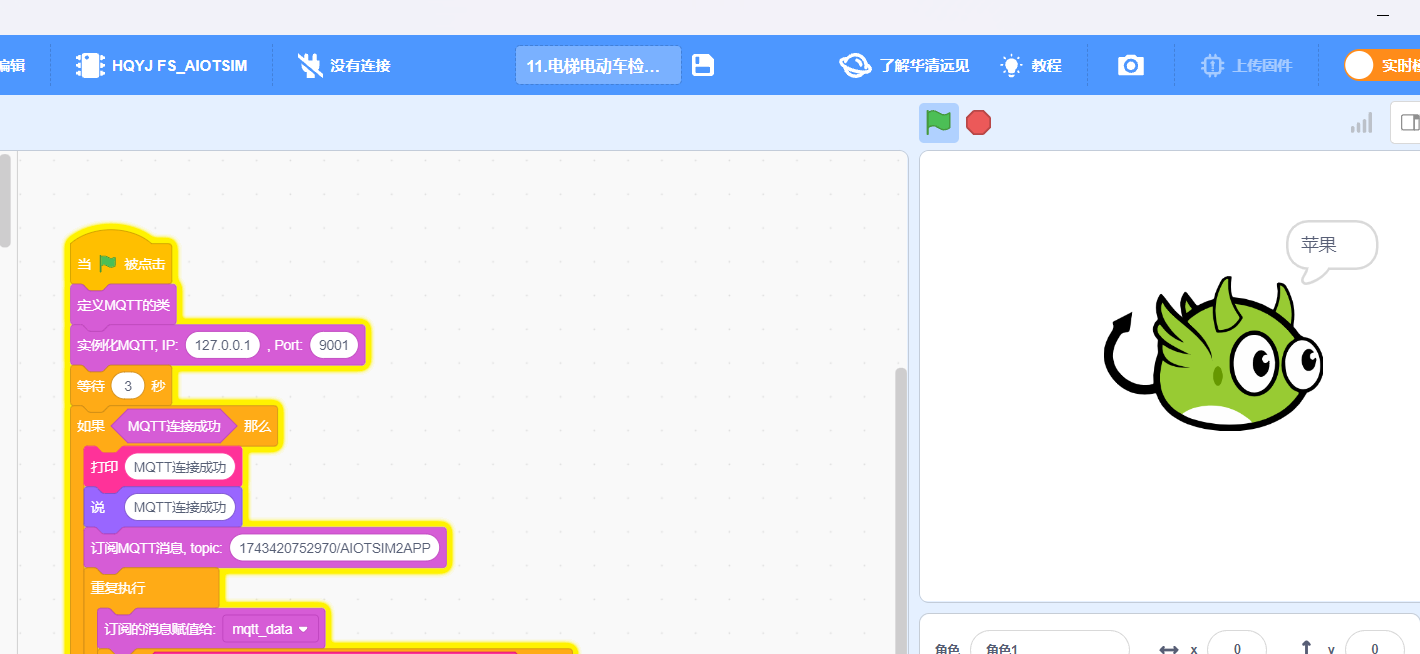 编辑
HQYJ FS_AIOTSIM
没有连接
11.电梯电动车检...
了解华清远见
教程
上传固件
当 被点击
定义MQTT的类
实例化MQTT, IP: 127.0.0.1 , Port: 9001
等待 3 秒
如果 MQTT连接成功 那么
打印 MQTT连接成功
说 MQTT连接成功
订阅MQTT消息, topic: 1743420752970/AIOTSIM2APP
重复执行
订阅的消息赋值给: mqtt_data
苹果
角色 角色1 x 0 y 0